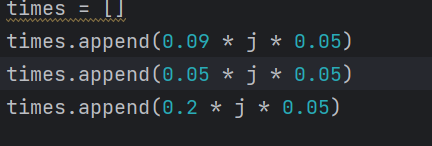 times = []
times.append(0.09 * j * 0.05)
times.append(0.05 * j * 0.05)
times.append(0.2 * j * 0.05)